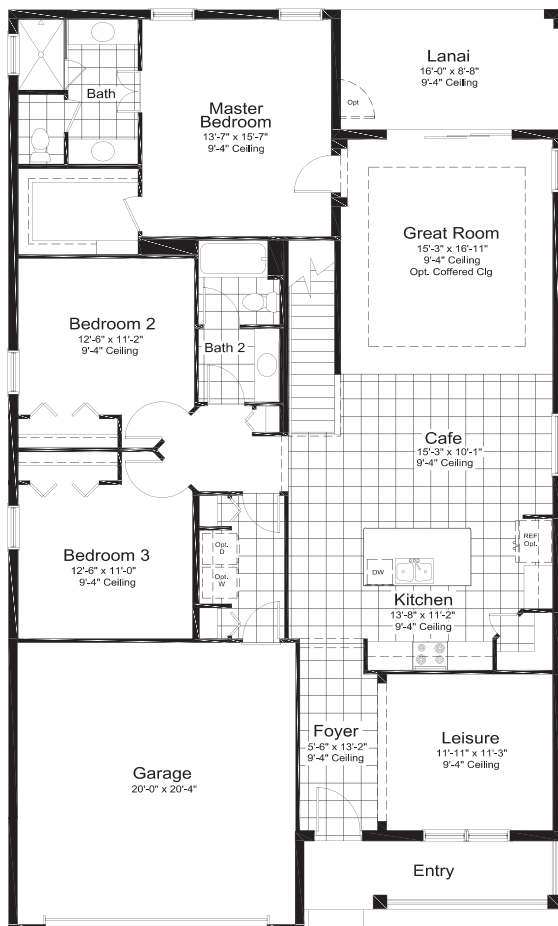 Lanai
16'-0" x 8'-8"
9'-4" Ceiling
Opt
Bath
Master
Bedroom
13'-7" x 15'-7"
9'-4" Ceiling
Great Room
15'-3" x 16'-11"
9'-4" Ceiling
Opt. Coffered Clg
Bedroom 2
12'-6" x 11'-2"
9'-4" Ceiling
Bath 2
Cafe
15'-3" x 10'-1"
9'-4" Ceiling
REF
Opt.
Opt.
D
Opt.
W
Bedroom 3
12'-6" x 11'-0"
9'-4" Ceiling
DW
Kitchen
13'-8" x 11'-2"
9'-4" Ceiling
Foyer
5'-6" x 13'-2"
9'-4" Ceiling
Leisure
11'-11" x 11'-3"
9'-4" Ceiling
Garage
20'-0" x 20'-4"
Entry